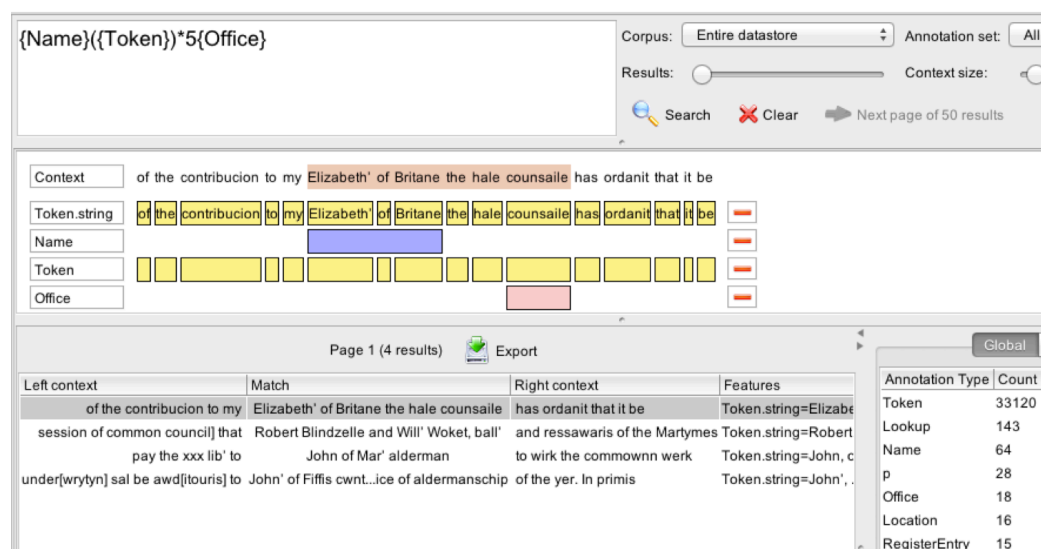 {Name}({Token})*5{Office}
Corpus: Entire datastore Annotation set: All
Results: Context size:
Search Clear Next page of 50 results
Context of the contribucion to my Elizabeth' of Britane the hale counsaile has ordanit that it be
Token.string of the contribucion to my Elizabeth' of Britane the hale counsaile has ordanit that it be
Name
Token
Office
Page 1 (4 results) Export
Global
Left context Match Right context Features
of the contribucion to my Elizabeth' of Britane the hale counsaile has ordanit that it be Token.string=Elizabe
session of common council] that Robert Blindzelle and Will' Woket, ball' and ressawaris of the Martymes Token.string=Robert
pay the xxx lib' to John of Mar' alderman to wirk the commownn werk Token.string=John, c
under[wrytyn] sal be awd[itouris] to John' of Fiffis cwnt...ice of aldermanschip of the yer. In primis Token.string=John', .
Annotation Type Count
Token 33120
Lookup 143
Name 64
p 28
Office 18
Location 16
RegisterEntry 15